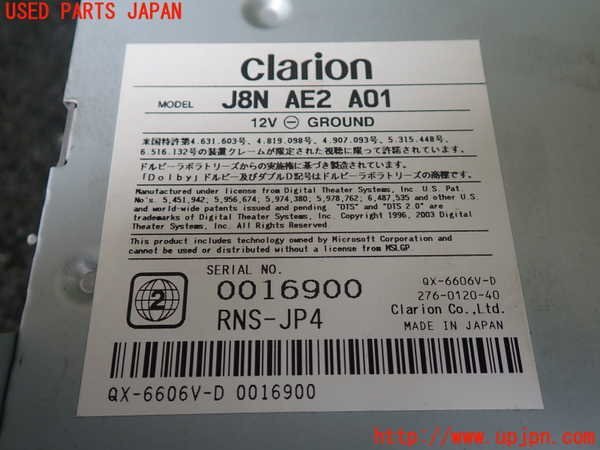 USED PARTS JAPAN
Clarion
MODEL J8N AE2 A01
12V ⊖ GROUND
米国特許第4.631.603号、4.819.098号、4.907.093号、5.315.448号、
6.516.132号の装置クレームが限定された視聴に限って許諾されています。
ドルビーラボラトリーズからの実施権に基づき製造されています。
「Dolby」ドルビー及びダブルD記号はドルビーラボラトリーズの商標です。
Manufactured under license from Digital Theater Systems, Inc. U.S. Pat
No's. 5,451,942; 5,956,674; 5,974,380; 5,978,762; 6,487,535 and other U.S
and world-wide patents issued and pending "DTS" and "DTS 2.0" are
trademarks of Digital Theater Systems, Inc. Copyright 1996, 2003 Digital
Theater Systems, Inc. All Rights Reserved.
This product includes technology owned by Microsoft Corporation and
cannot be used or distributed without a license from MSLGP.
2
SERIAL NO.
0016900
RNS-JP4
QX-6606V-D
276-0120-40
Clarion Co.,Ltd.
MADE IN JAPAN
QX-6606V-D 0016900
http://www.upjpn.com/